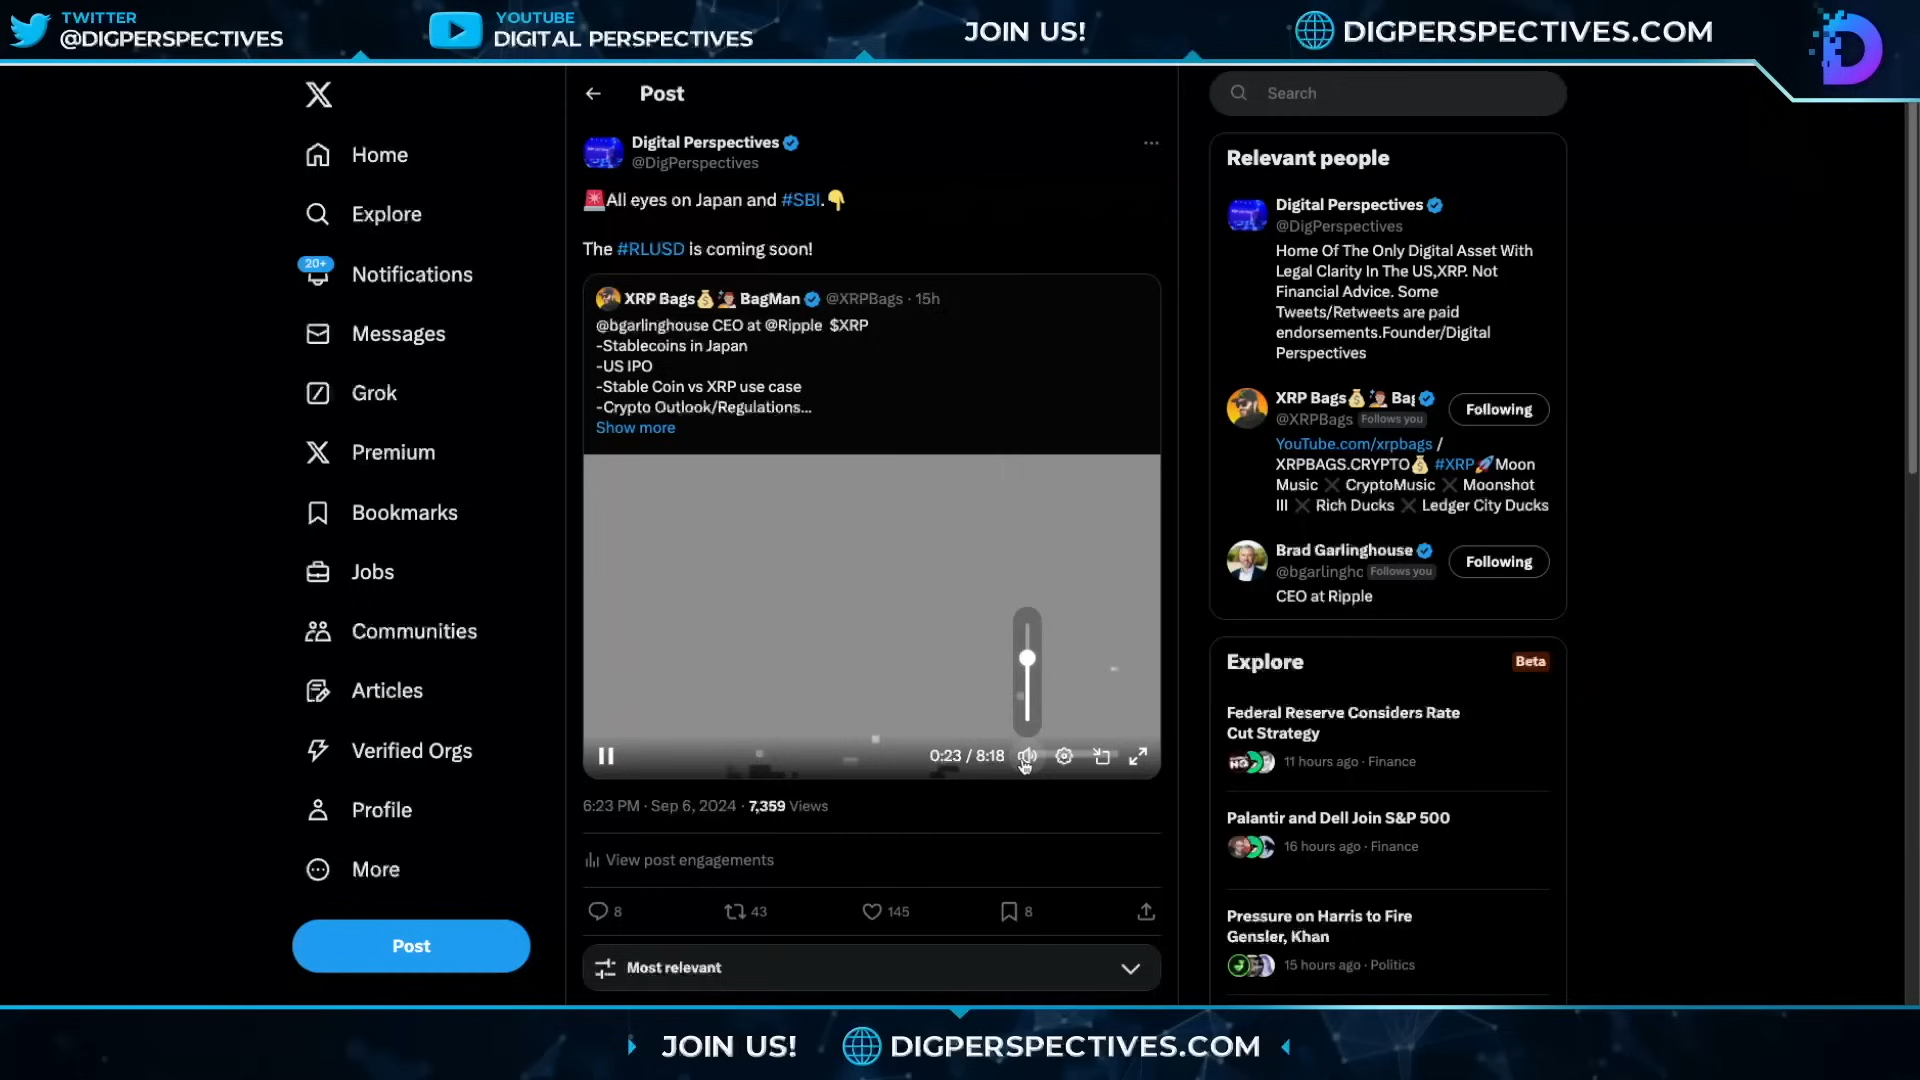 TWITTER
@DIGPERSPECTIVES
YOUTUBE
DIGITAL PERSPECTIVES
JOIN US!
DIGPERSPECTIVES.COM
Home
Explore
20+
Notifications
Messages
Grok
Premium
Bookmarks
Jobs
Communities
Articles
Verified Orgs
Profile
More
Post
Post
Digital Perspectives
@DigPerspectives
All eyes on Japan and #SBI.
The #RLUSD is coming soon!
XRP Bags BagMan @XRPBags · 15h
@bgarlinghouse CEO at @Ripple $XRP
-Stablecoins in Japan
-US IPO
-Stable Coin vs XRP use case
-Crypto Outlook/Regulations...
Show more
0:23 / 8:18
6:23 PM · Sep 6, 2024 · 7,359 Views
View post engagements
8 43 145 8
Most relevant
Search
Relevant people
Digital Perspectives
@DigPerspectives
Home Of The Only Digital Asset With
Legal Clarity In The US,XRP. Not
Financial Advice. Some
Tweets/Retweets are paid
endorsements.Founder/Digital
Perspectives
XRP Bags Bag
@XRPBags Follows you
Following
YouTube.com/xrpbags /
XRPBAGS.CRYPTO #XRP Moon
Music CryptoMusic Moonshot
III Rich Ducks Ledger City Ducks
Brad Garlinghouse
@bgarlinghc Follows you
Following
CEO at Ripple
Explore
Beta
Federal Reserve Considers Rate
Cut Strategy
11 hours ago · Finance
Palantir and Dell Join S&P 500
16 hours ago · Finance
Pressure on Harris to Fire
Gensler, Khan
15 hours ago · Politics
JOIN US!
DIGPERSPECTIVES.COM